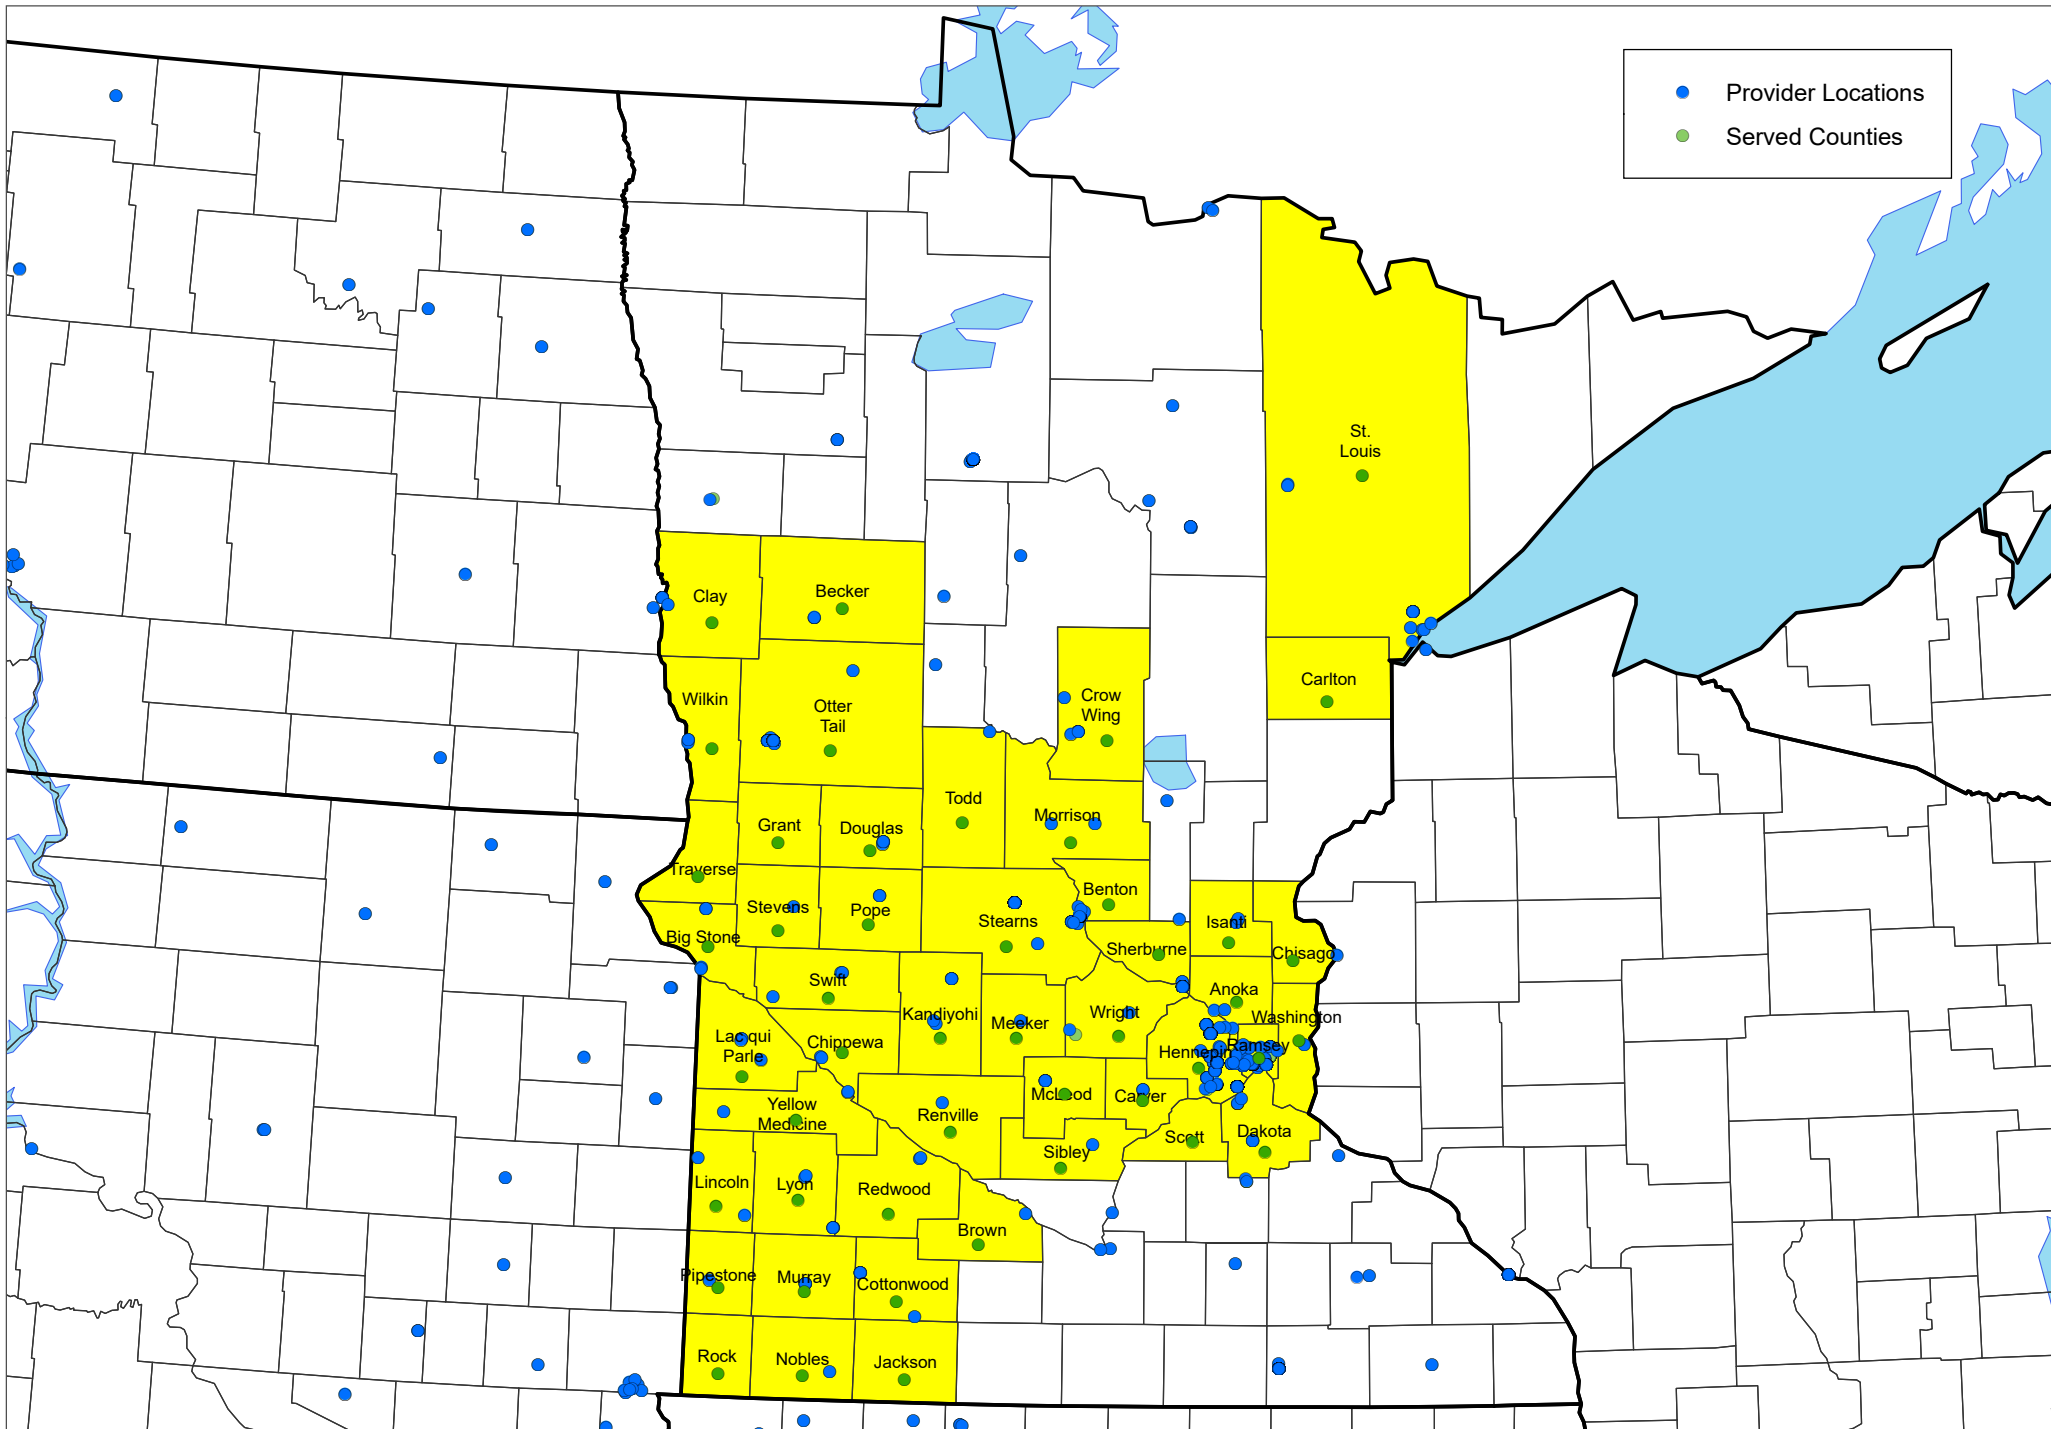 Provider Locations
Served Counties
St.
Louis
Clay
Becker
Carlton
Wilkin
Otter
Tail
Crow
Wing
Todd
Morrison
Grant
Douglas
Traverse
Benton
Stevens
Pope
Stearns
Isanti
Big Stone
Sherburne
Chisago
Swift
Anoka
Kandiyohi
Meeker
Wright
Washington
Lac qui
Parle
Chippewa
Hennepin
Ramsey
McLeod
Carver
Yellow
Medicine
Renville
Scott
Dakota
Sibley
Lincoln
Lyon
Redwood
Brown
Pipestone
Murray
Cottonwood
Rock
Nobles
Jackson